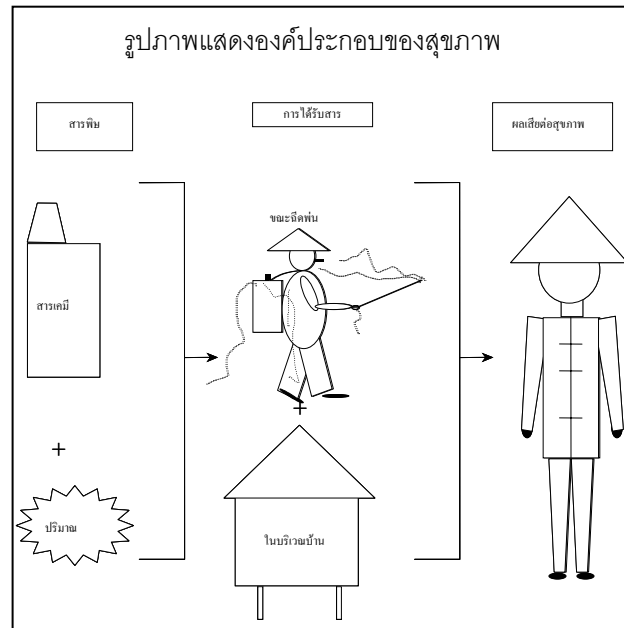 รูปภาพแสดงองค์ประกอบของสุขภาพ
สารพิษ
การได้รับสาร
ผลเสียต่อสุขภาพ
ขณะฉีดพ่น
สารเคมี
+
+
ปริมาณ
ในบริเวณบ้าน